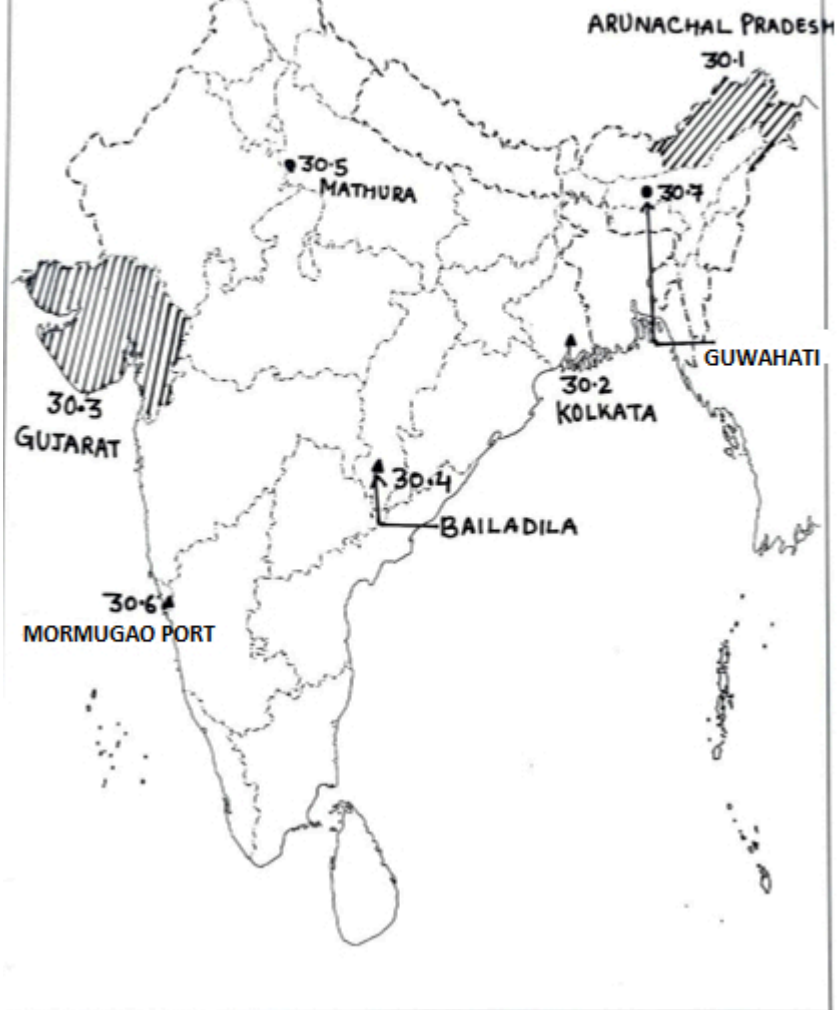 ARUNACHAL PRADESH
30.1
30.5
MATHURA
30.7
GUWAHATI
30.2
KOLKATA
30.3
GUJARAT
30.4
BAILADILA
30.6
MORMUGAO PORT